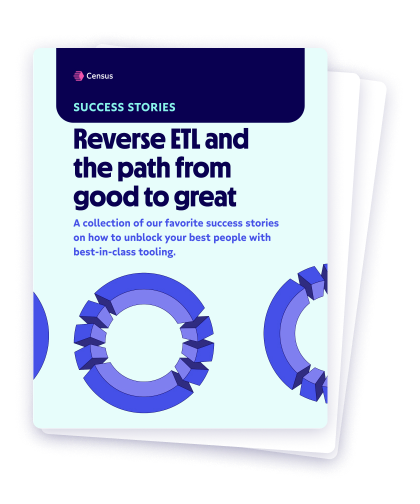 Census
SUCCESS STORIES
Reverse ETL and
the path from
good to great
A collection of our favorite success stories
on how to unblock your best people with
best-in-class tooling.